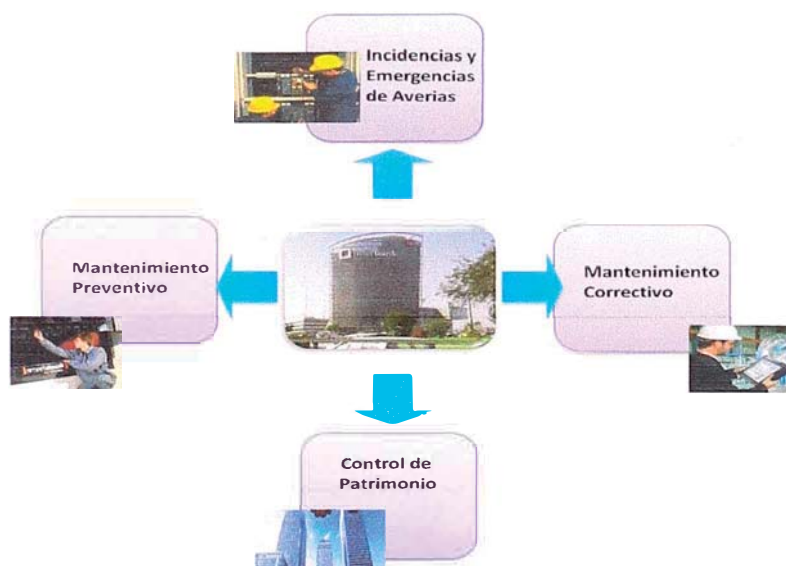 Incidencias y
Emergencias
de Averias
Mantenimiento
Preventivo
Mantenimiento
Correctivo
Control de
Patrimonio